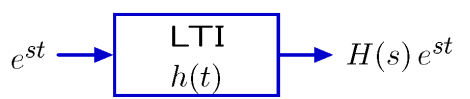 LTI
e^{st}
h(t)
H(s) e^{st}